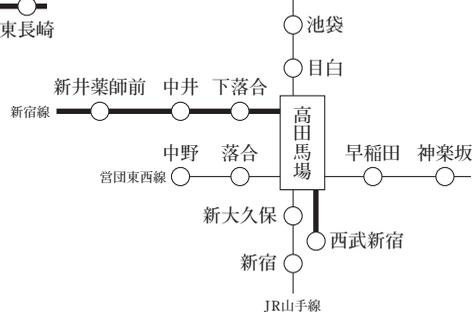 池袋
東長崎
目白
新井薬師前
中井
下落合
新宿線
高田馬場
中野
落合
早稲田
神楽坂
営団東西線
新大久保
西武新宿
新宿
JR山手線